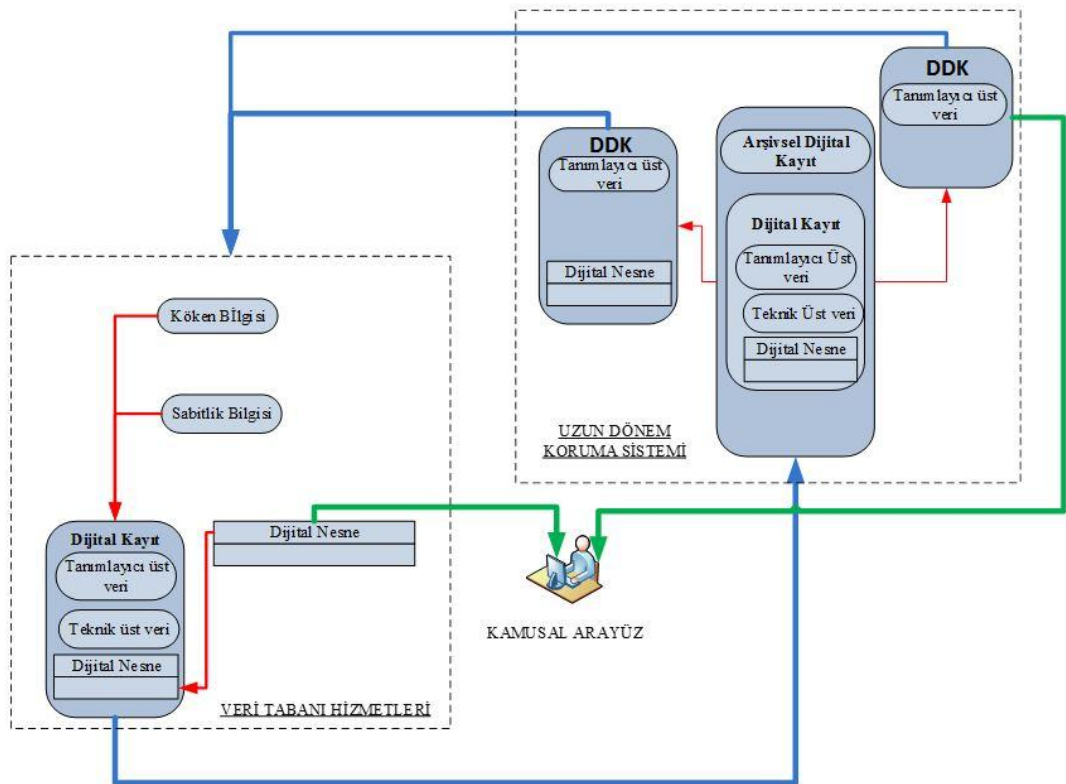 DDK
Tanımlayıcı üst
veri
DDK
Tanımlayıcı üst
veri
Dijital Nesne
Arşivsel Dijital
Kayıt
Dijital Kayıt
Tanımlayıcı Üst
veri
Teknik Üst veri
Dijital Nesne
UZUN DÖNEM
KORUMA SİSTEMİ
Köken Bİlgisi
Sabitlik Bilgisi
Dijital Kayıt
Tanımlayıcı üst
veri
Teknik üst veri
Dijital Nesne
Dijital Nesne
VERİ TABANI HİZMETLERİ
KAMUSAL ARAYÜZ